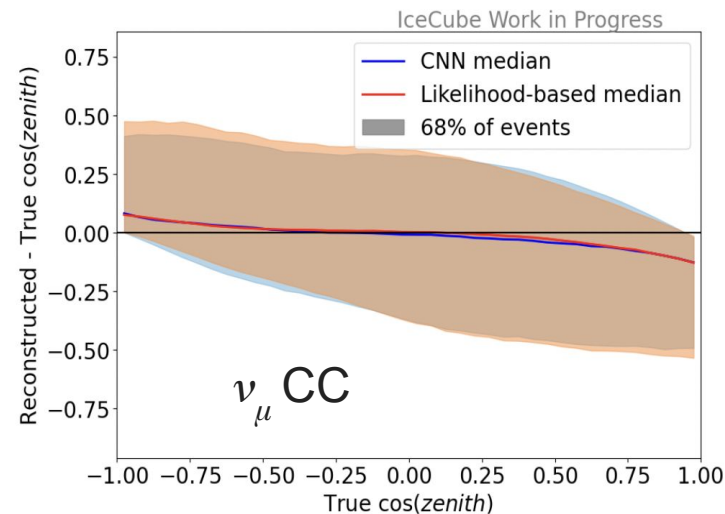 IceCube Work in Progress
CNN median
Likelihood-based median
68% of events
Reconstructed - True cos(zenith)
0.75
0.50
0.25
0.00
−0.25
−0.50
−0.75
ν_μ CC
−1.00 −0.75 −0.50 −0.25 0.00 0.25 0.50 0.75 1.00
True cos(zenith)